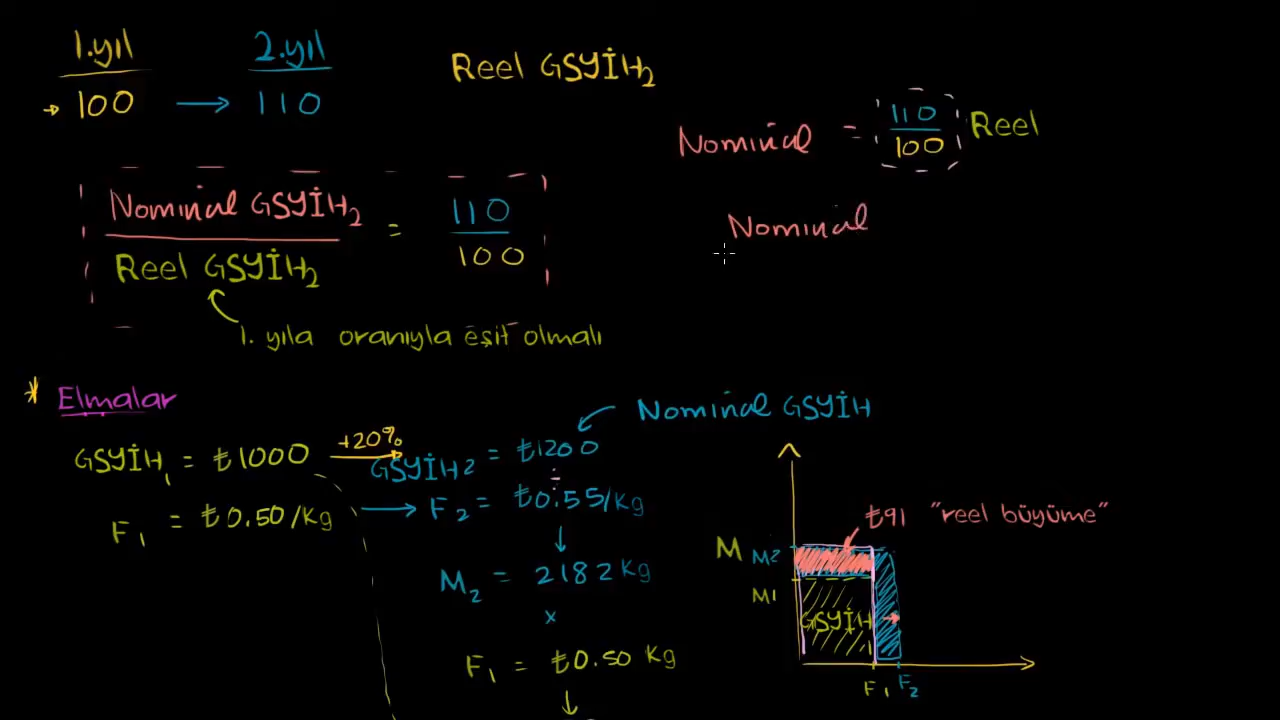 1.yıl
2.yıl
100 → 110
Reel GSYİH2
Nominal = 110/100 Reel
Nominal GSYİH2 / Reel GSYİH2 = 110/100
1. yıla oranıyla eşit olmalı
Nominal
* Elmalar
GSYİH1 = ₺1000
+20%
GSYİH2 = ₺1200
Nominal GSYİH
÷
F1 = ₺0.50/Kg
F2 = ₺0.55/Kg
M2 = 2182 Kg
x
F1 = ₺0.50 Kg
₺91 "reel büyüme"
M
M2
M1
GSYİH
F1
F2